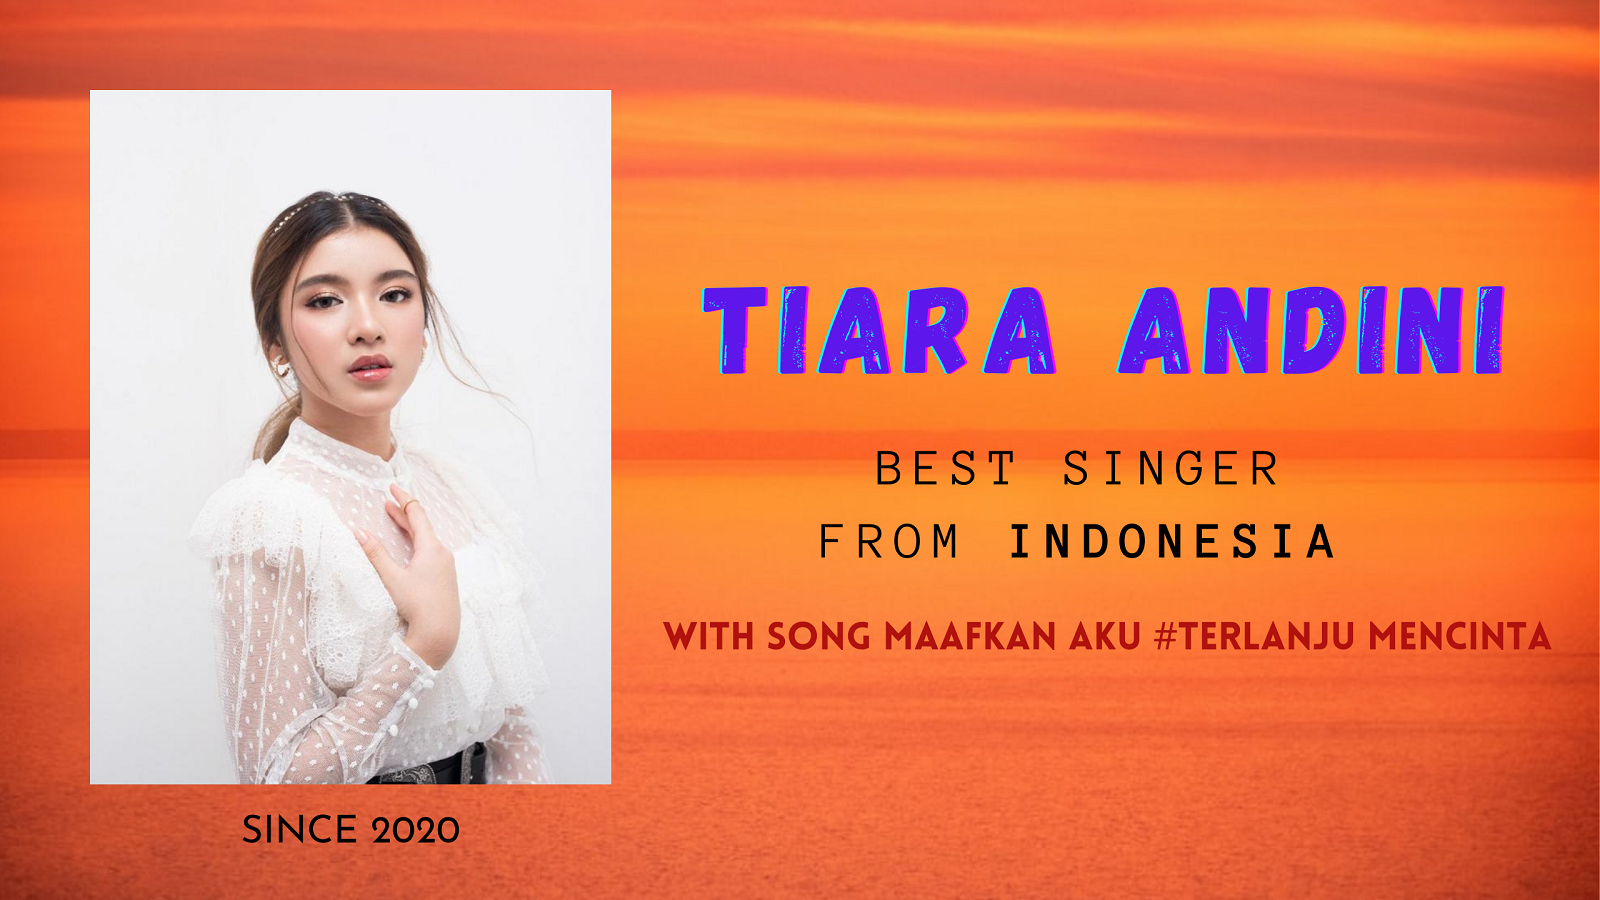 TIARA ANDINI
BEST SINGER
FROM INDONESIA
WITH SONG MAAFKAN AKU #TERLANJU MENCINTA
SINCE 2020